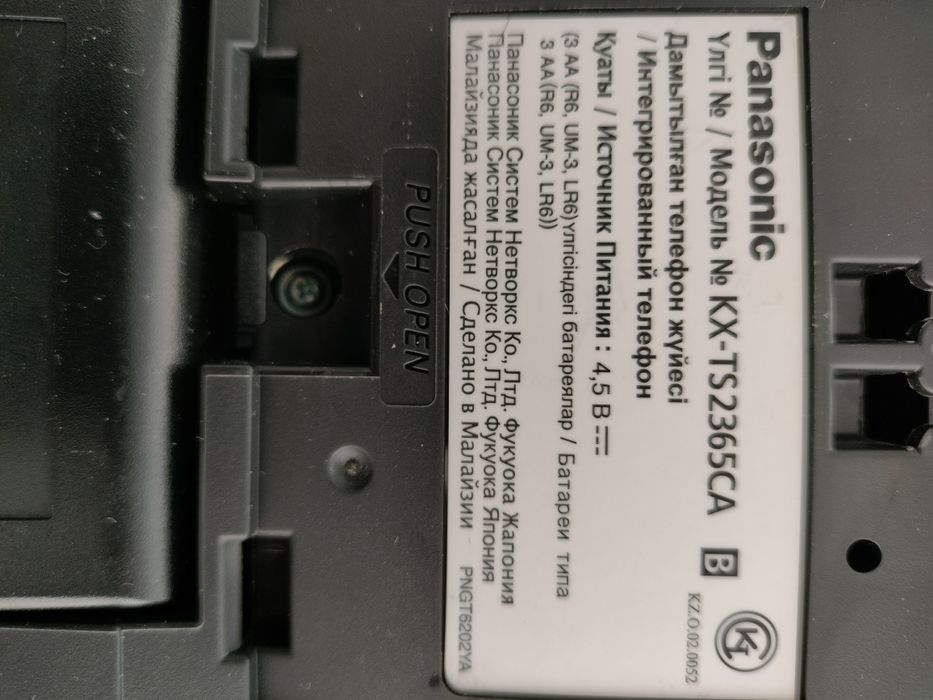 Panasonic
Үлгі № / Модель № KX-TS2365CA B
KZ.O.02.0052
Дамытылған телефон жүйесі
/ Интегрированный телефон
Қуаты / Источник Питания : 4,5 В
(3 AA (R6, UM-3, LR6)үлгісіндегі батареялар / Батареи типа
3 AA (R6, UM-3, LR6))
Панасоник Систем Нетворкс Ко., Лтд. Фукуока Жапония
Панасоник Систем Нетворкс Ко., Лтд. Фукуока Япония
Малайзияда жасалған / Сделано в Малайзии PNGT6202YA
PUSH OPEN